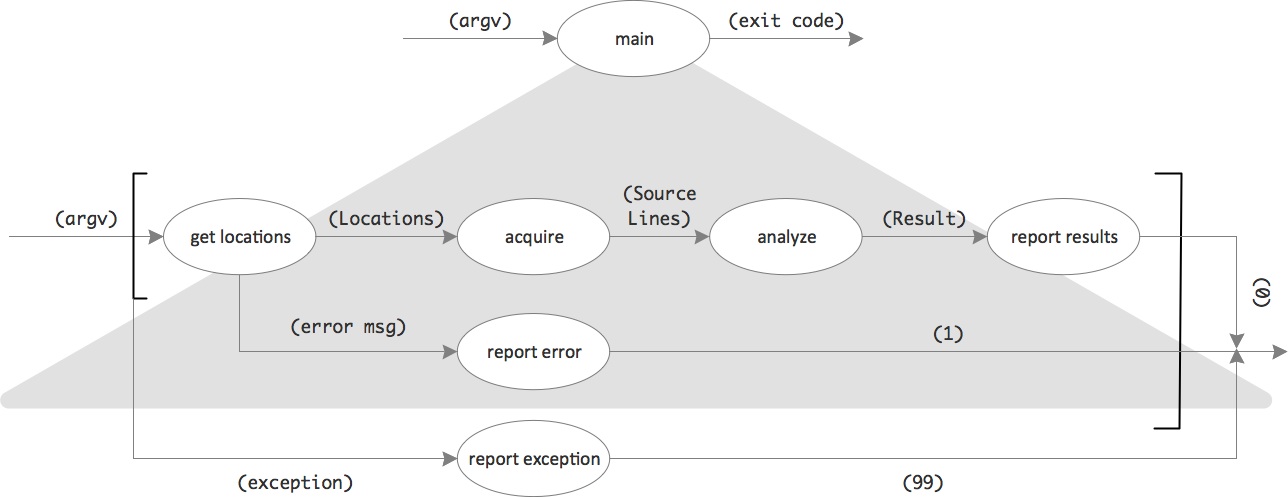 (argv)
main
(exit code)
(argv)
get locations
(Locations)
acquire
(Source
Lines)
analyze
(Result)
report results
(0)
(error msg)
report error
(1)
report exception
(exception)
(99)